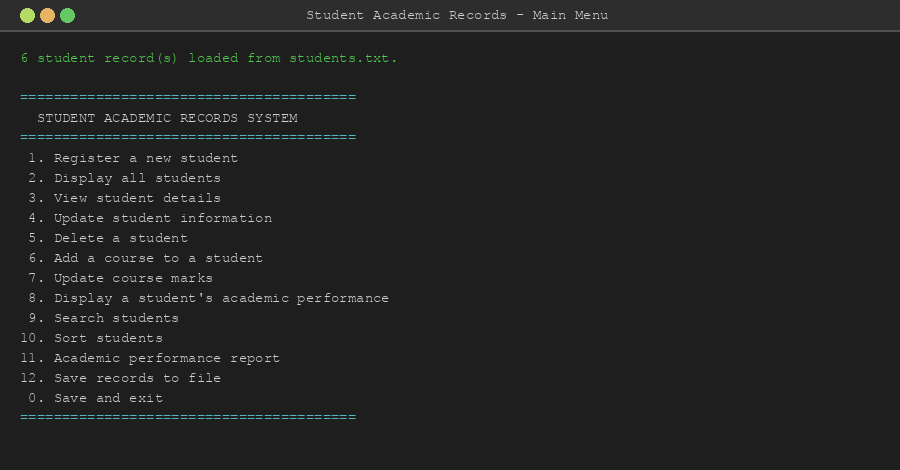 Student Academic Records - Main Menu
6 student record(s) loaded from students.txt.
========================================
STUDENT ACADEMIC RECORDS SYSTEM
========================================
1. Register a new student
2. Display all students
3. View student details
4. Update student information
5. Delete a student
6. Add a course to a student
7. Update course marks
8. Display a student's academic performance
9. Search students
10. Sort students
11. Academic performance report
12. Save records to file
0. Save and exit
========================================